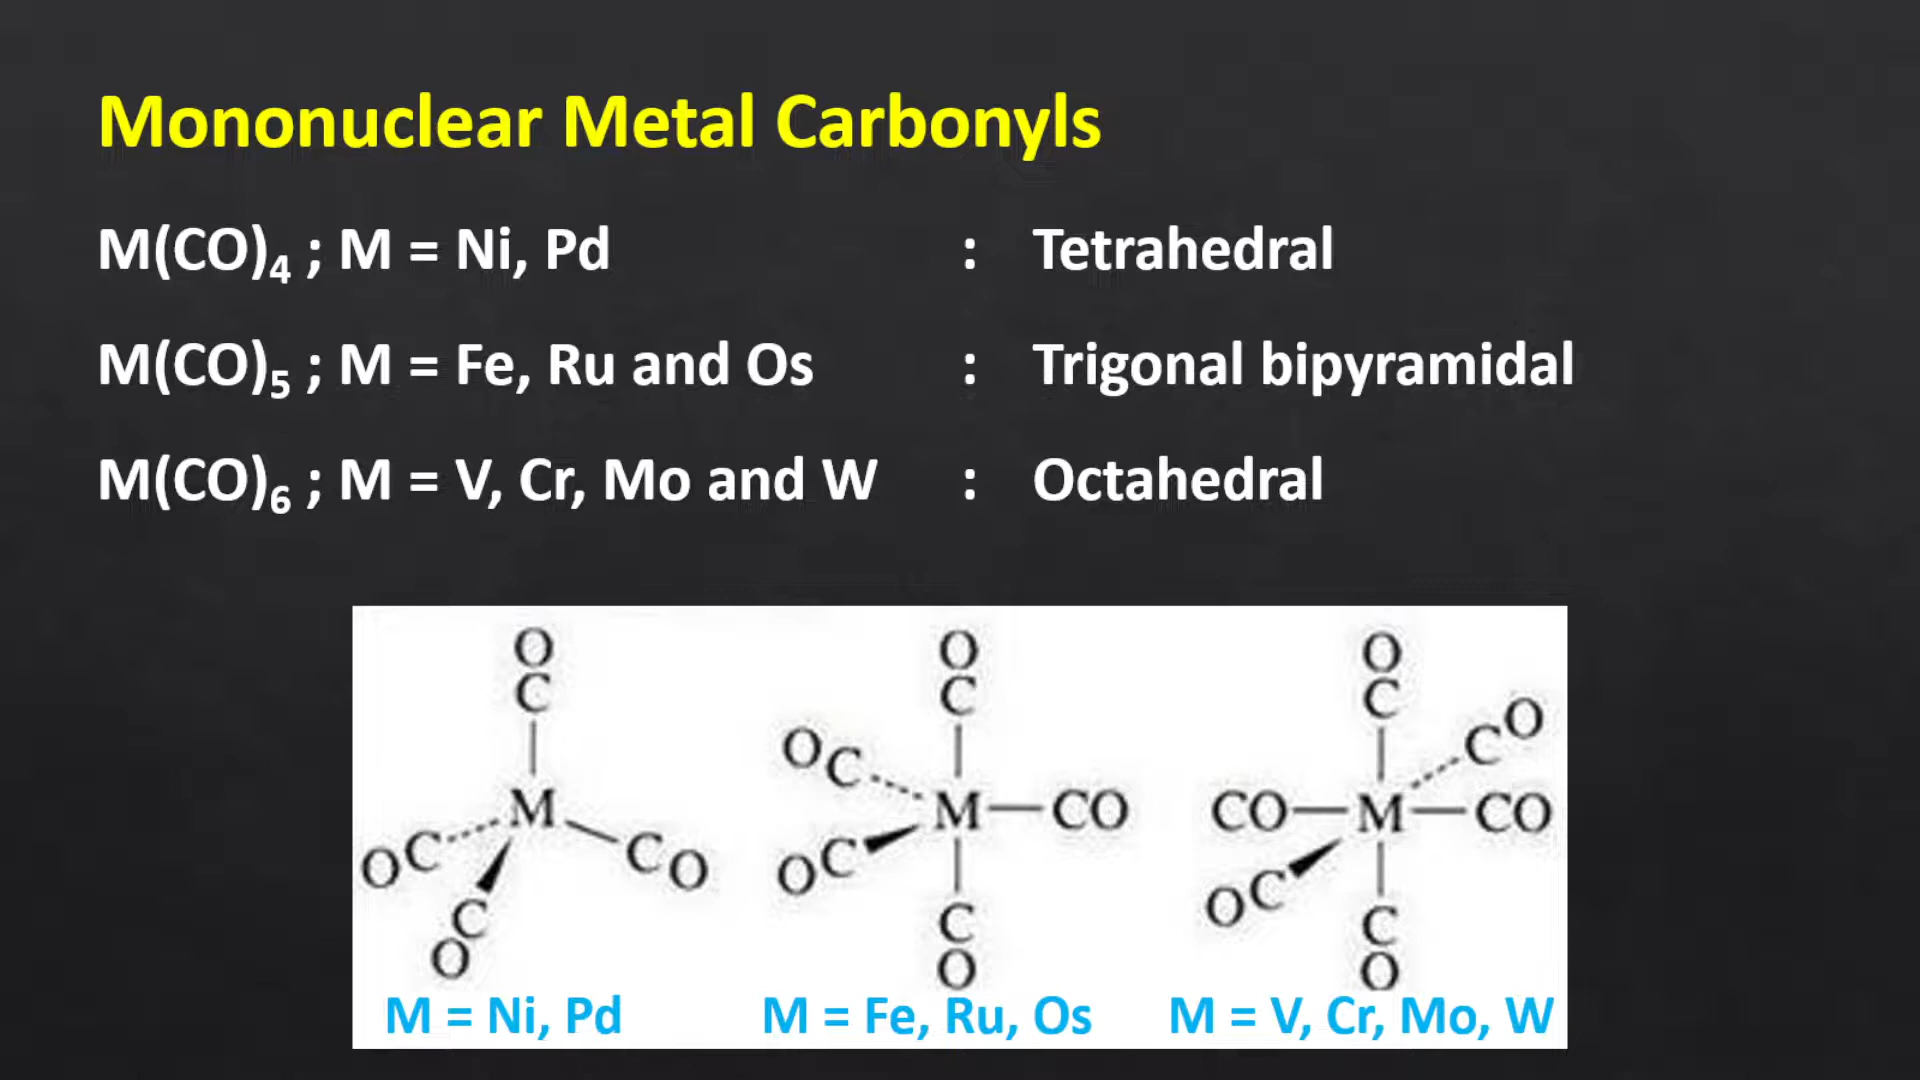 Mononuclear Metal Carbonyls
M(CO)₄ ; M = Ni, Pd : Tetrahedral
M(CO)₅ ; M = Fe, Ru and Os : Trigonal bipyramidal
M(CO)₆ ; M = V, Cr, Mo and W : Octahedral
O
C
M
OC
CO
C
O
O
C
OC
M—CO
OC
C
O
O
C
CO
CO—M—CO
OC
C
O
M = Ni, Pd
M = Fe, Ru, Os
M = V, Cr, Mo, W